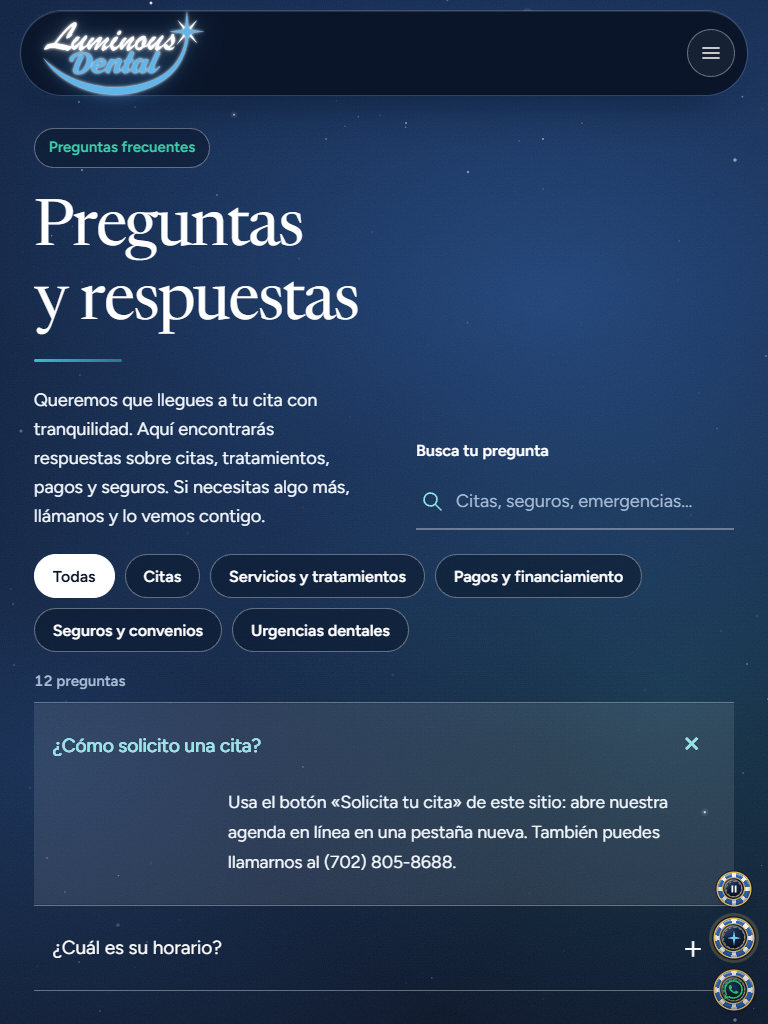 Luminous
Dental
Preguntas frecuentes
Preguntas
y respuestas
Queremos que llegues a tu cita con
tranquilidad. Aquí encontrarás
respuestas sobre citas, tratamientos,
pagos y seguros. Si necesitas algo más,
llámanos y lo vemos contigo.
Busca tu pregunta
Citas, seguros, emergencias...
Todas
Citas
Servicios y tratamientos
Pagos y financiamiento
Seguros y convenios
Urgencias dentales
12 preguntas
¿Cómo solicito una cita?
Usa el botón «Solicita tu cita» de este sitio: abre nuestra
agenda en línea en una pestaña nueva. También puedes
llamarnos al (702) 805-8688.
¿Cuál es su horario?